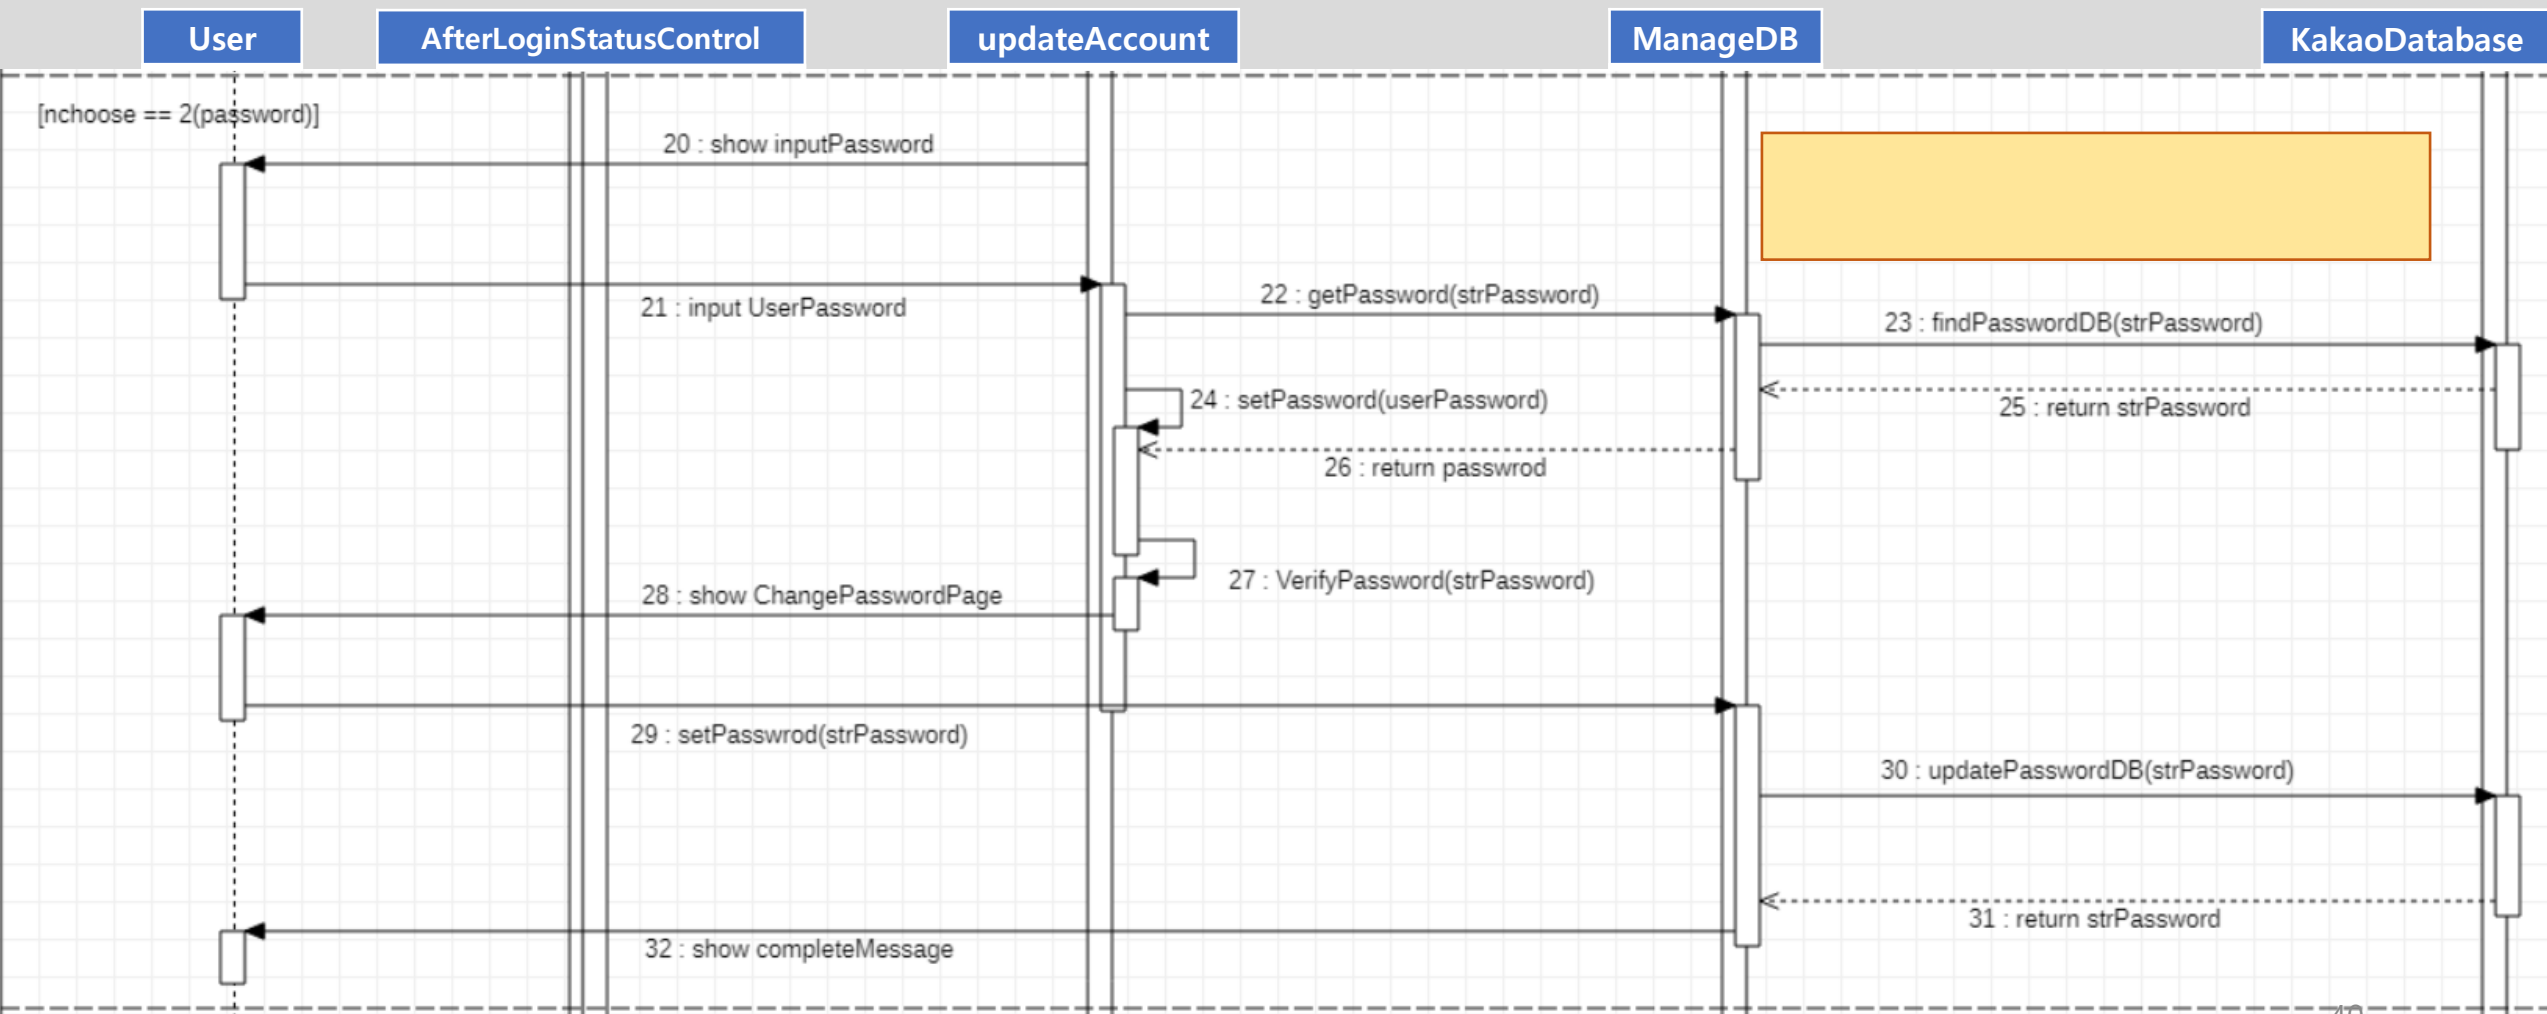 User
AfterLoginStatusControl
updateAccount
ManageDB
KakaoDatabase
[nchoose == 2(password)]
20 : show inputPassword
21 : input UserPassword
22 : getPassword(strPassword)
23 : findPasswordDB(strPassword)
24 : setPassword(userPassword)
25 : return strPassword
26 : return passwrod
27 : VerifyPassword(strPassword)
28 : show ChangePasswordPage
29 : setPasswrod(strPassword)
30 : updatePasswordDB(strPassword)
31 : return strPassword
32 : show completeMessage